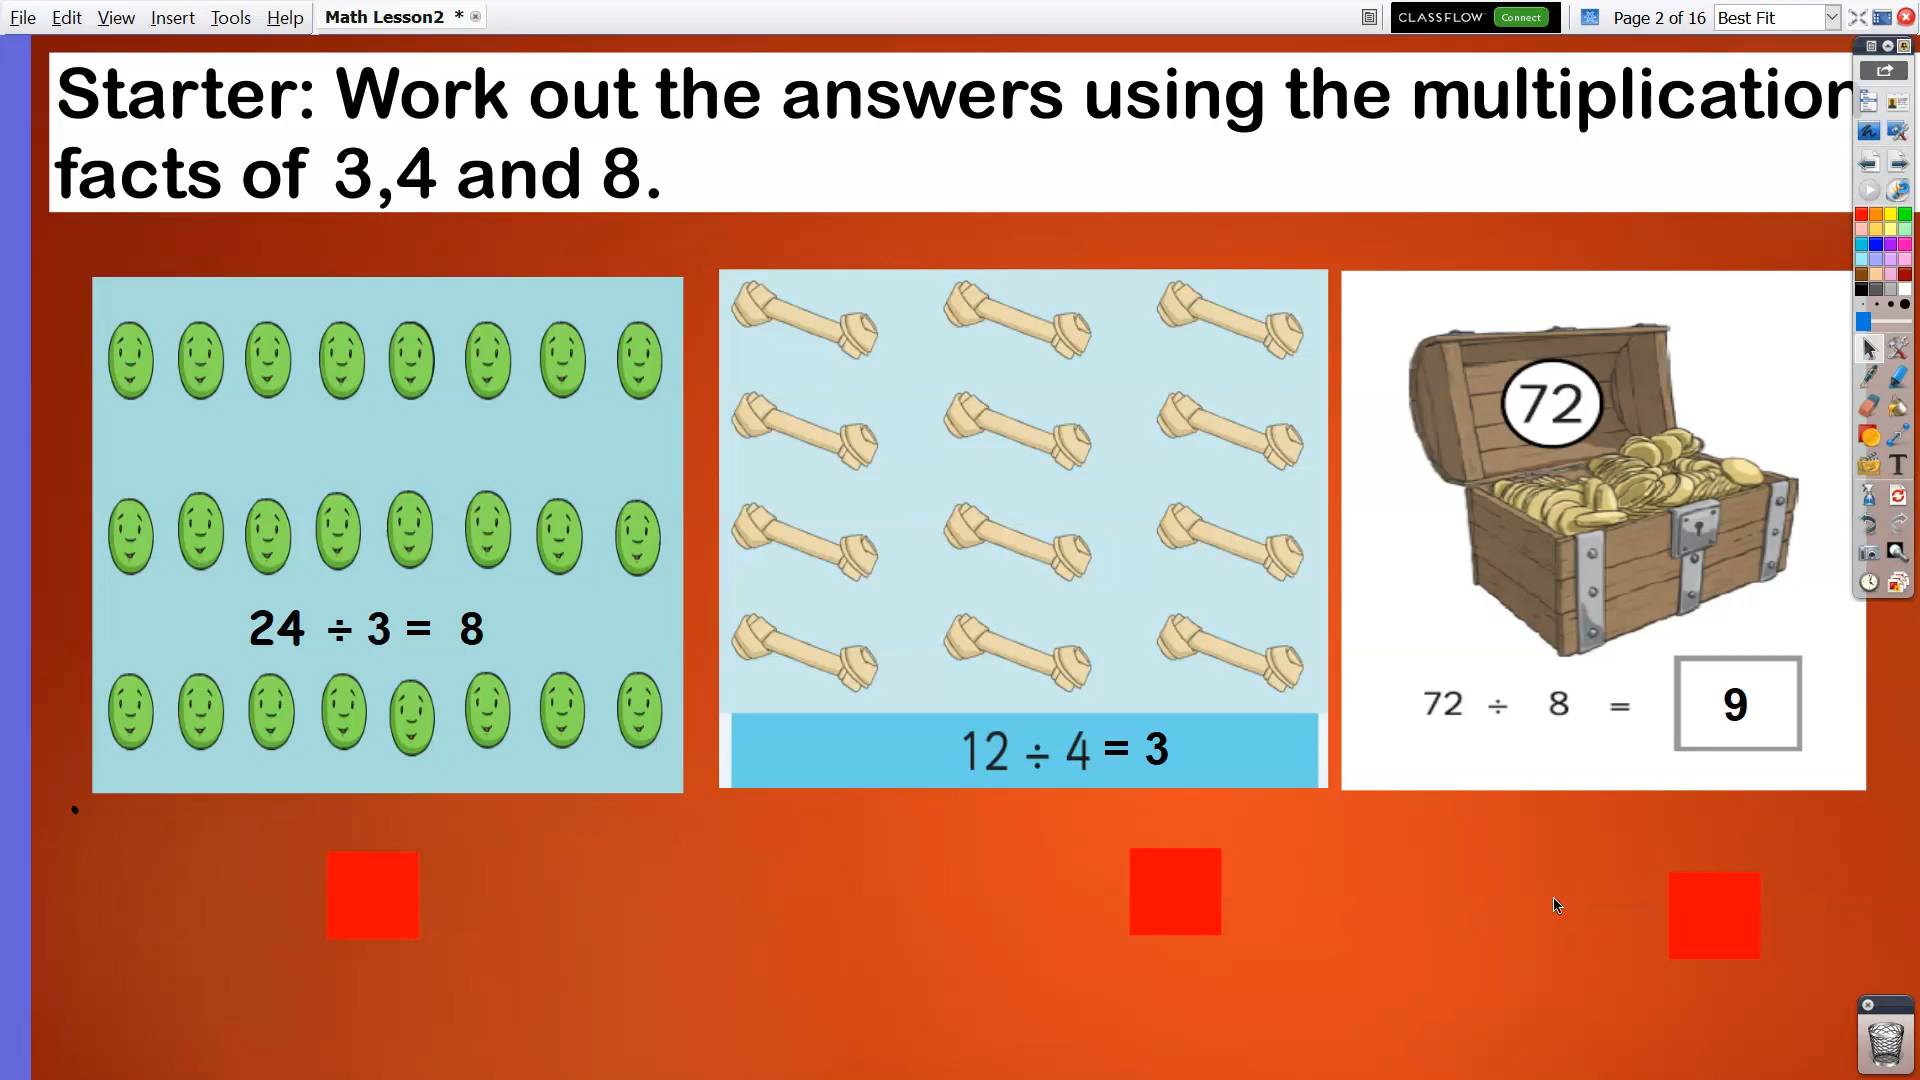 File Edit View Insert Tools Help Math Lesson2 * CLASSFLOW Connect Page 2 of 16 Best Fit
Starter: Work out the answers using the multiplication
facts of 3,4 and 8.
72
24 ÷ 3 = 8
12 ÷ 4 = 3
72 ÷ 8 = 9
T